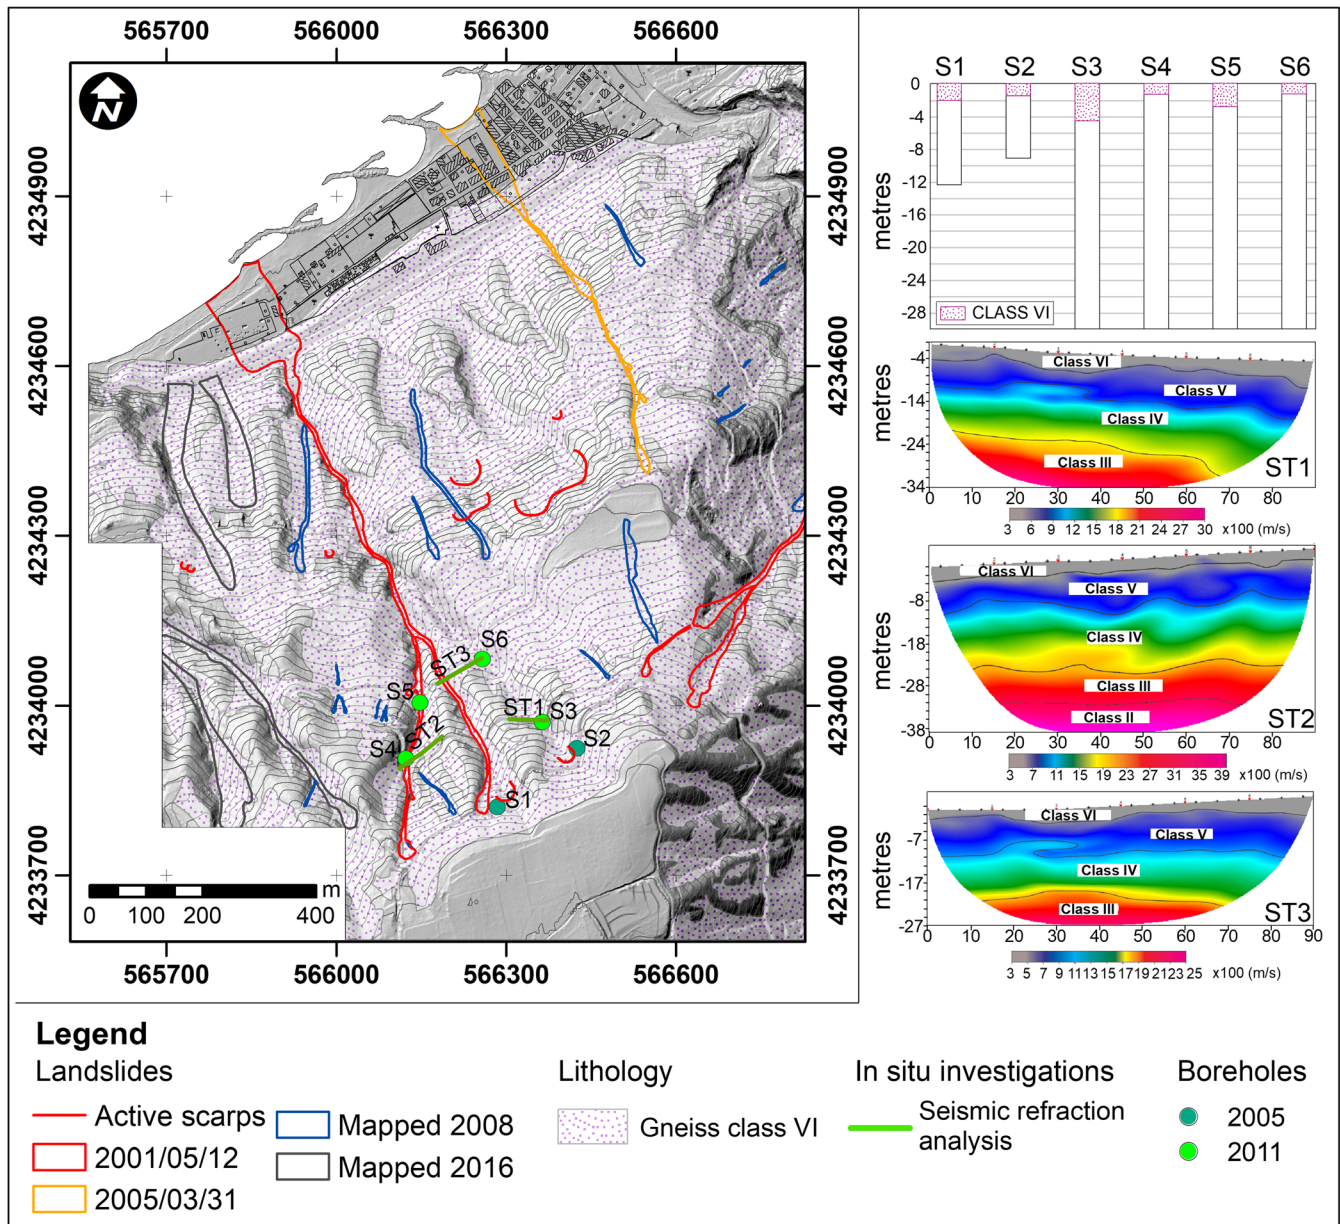 565700 566000 566300 566600
N
4234900 4234900
4234600 4234600
4234300 4234300
4234000 4234000
4233700 4233700
S6
ST3
S5
ST1 S3
ST2
S4
S2
S1
m
0 100 200 400
565700 566000 566300 566600
S1 S2 S3 S4 S5 S6
metres
0
-4
-8
-12
-16
-20
-24
-28
CLASS VI
metres
-4
-14
-24
-34
Class VI
Class V
Class IV
Class III
ST1
0 10 20 30 40 50 60 70 80
3 6 9 12 15 18 21 24 27 30 x100 (m/s)
metres
-8
-18
-28
-38
Class VI
Class V
Class IV
Class III
Class II
ST2
0 10 20 30 40 50 60 70 80 90
3 7 11 15 19 23 27 31 35 39 x100 (m/s)
metres
-7
-17
-27
Class VI
Class V
Class IV
Class III
ST3
0 10 20 30 40 50 60 70 80 90
3 5 7 9 11 13 15 17 19 21 23 25 x100 (m/s)
Legend
Landslides
Active scarps
2001/05/12
2005/03/31
Mapped 2008
Mapped 2016
Lithology
Gneiss class VI
In situ investigations
Seismic refraction
analysis
Boreholes
2005
2011